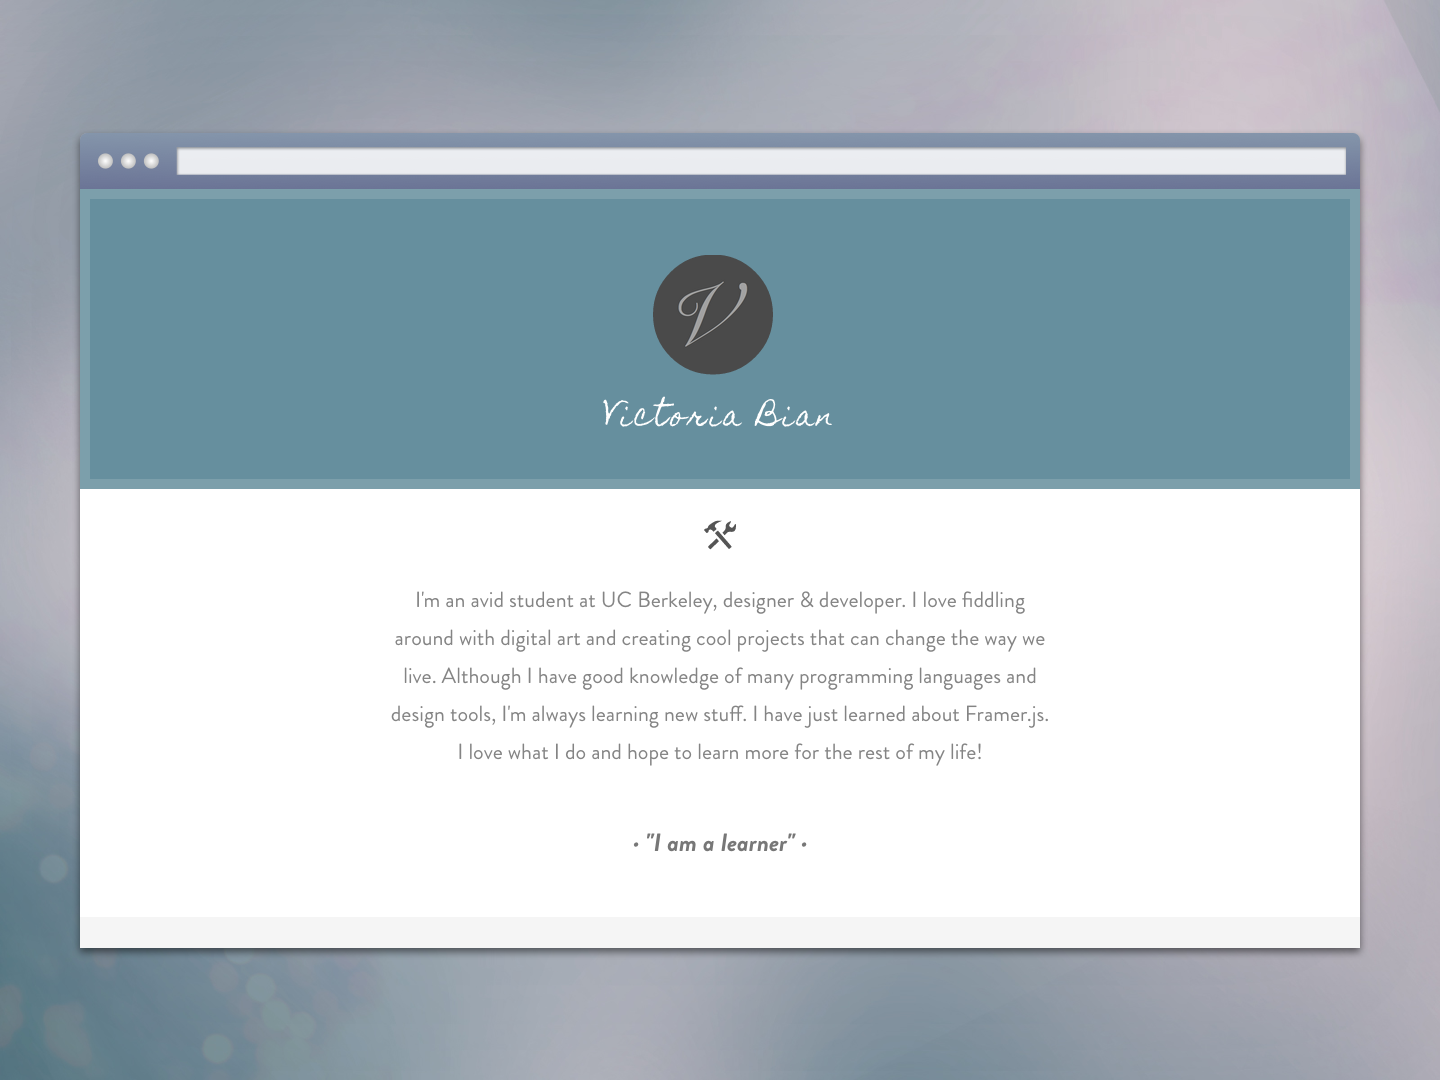 V
Victoria Bian
I'm an avid student at UC Berkeley, designer & developer. I love fiddling
around with digital art and creating cool projects that can change the way we
live. Although I have good knowledge of many programming languages and
design tools, I'm always learning new stuff. I have just learned about Framer.js.
I love what I do and hope to learn more for the rest of my life!
• "I am a learner" •